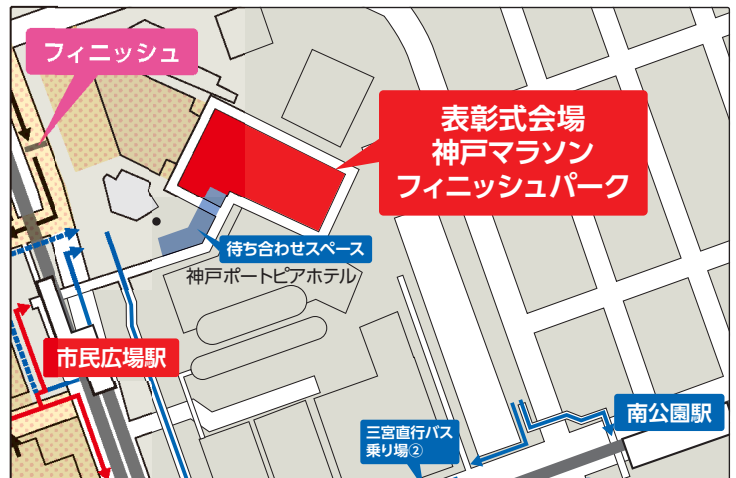 フィニッシュ
表彰式会場
神戸マラソン
フィニッシュパーク
待ち合わせスペース
神戸ポートピアホテル
市民広場駅
南公園駅
三宮直行バス
乗り場②